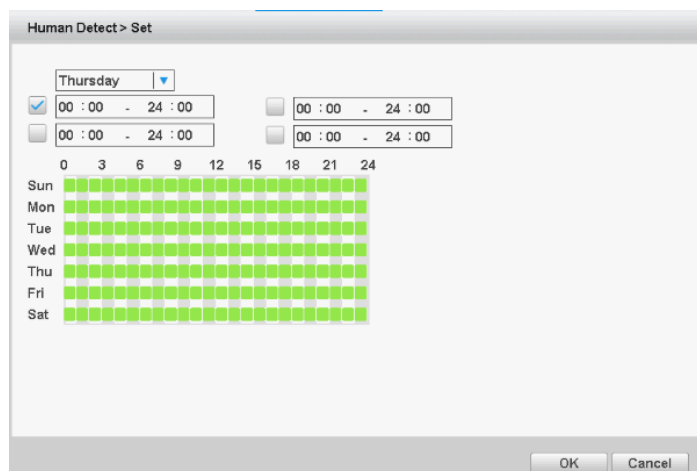 Human Detect > Set
Thursday
00 : 00 - 24 : 00 00 : 00 - 24 : 00
00 : 00 - 24 : 00 00 : 00 - 24 : 00
0 3 6 9 12 15 18 21 24
Sun
Mon
Tue
Wed
Thu
Fri
Sat
OK Cancel